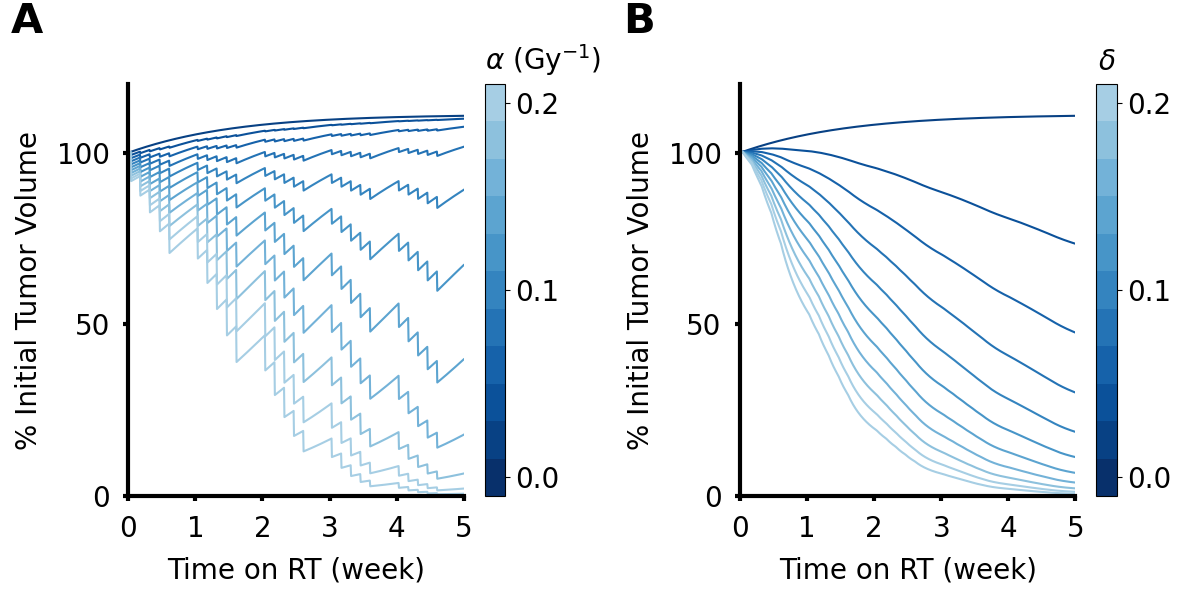 A
α (Gy⁻¹)
% Initial Tumor Volume
100
50
0
0 1 2 3 4 5
Time on RT (week)
0.2
0.1
0.0
B
δ
% Initial Tumor Volume
100
50
0
0 1 2 3 4 5
Time on RT (week)
0.2
0.1
0.0